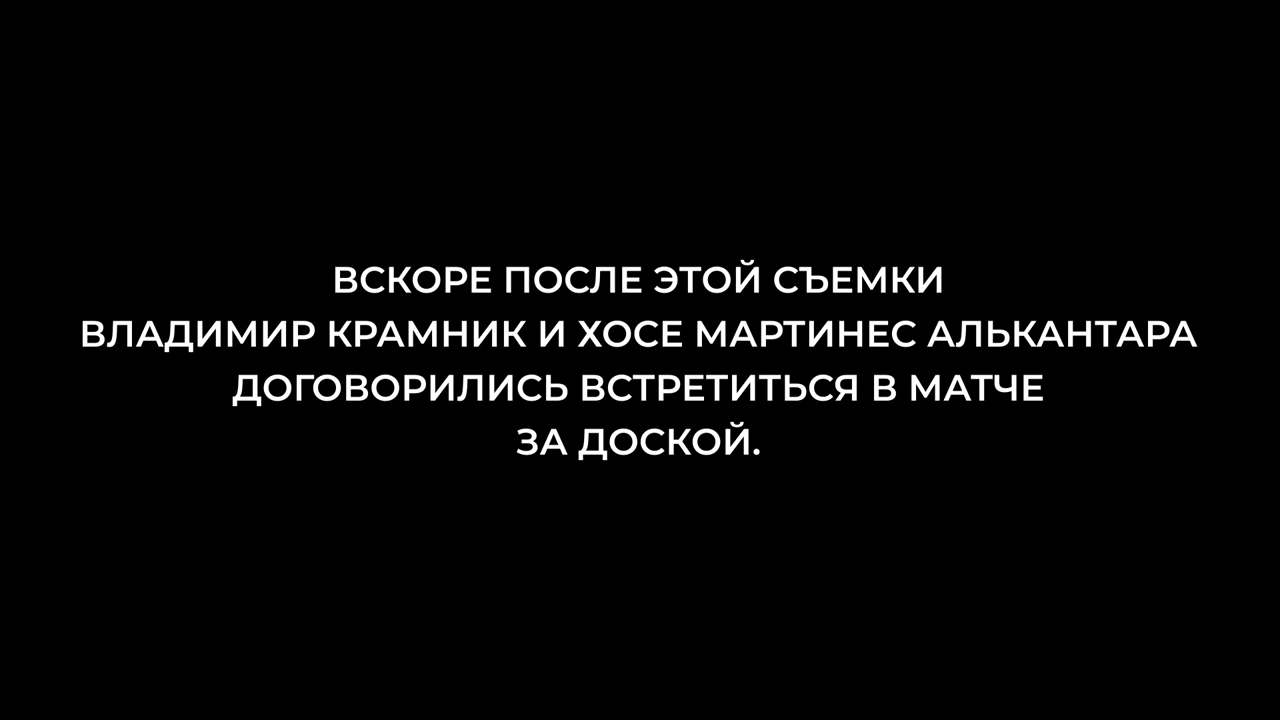 ВСКОРЕ ПОСЛЕ ЭТОЙ СЪЕМКИ
ВЛАДИМИР КРАМНИК И ХОСЕ МАРТИНЕС АЛЬКАНТАРА
ДОГОВОРИЛИСЬ ВСТРЕТИТЬСЯ В МАТЧЕ
ЗА ДОСКОЙ.